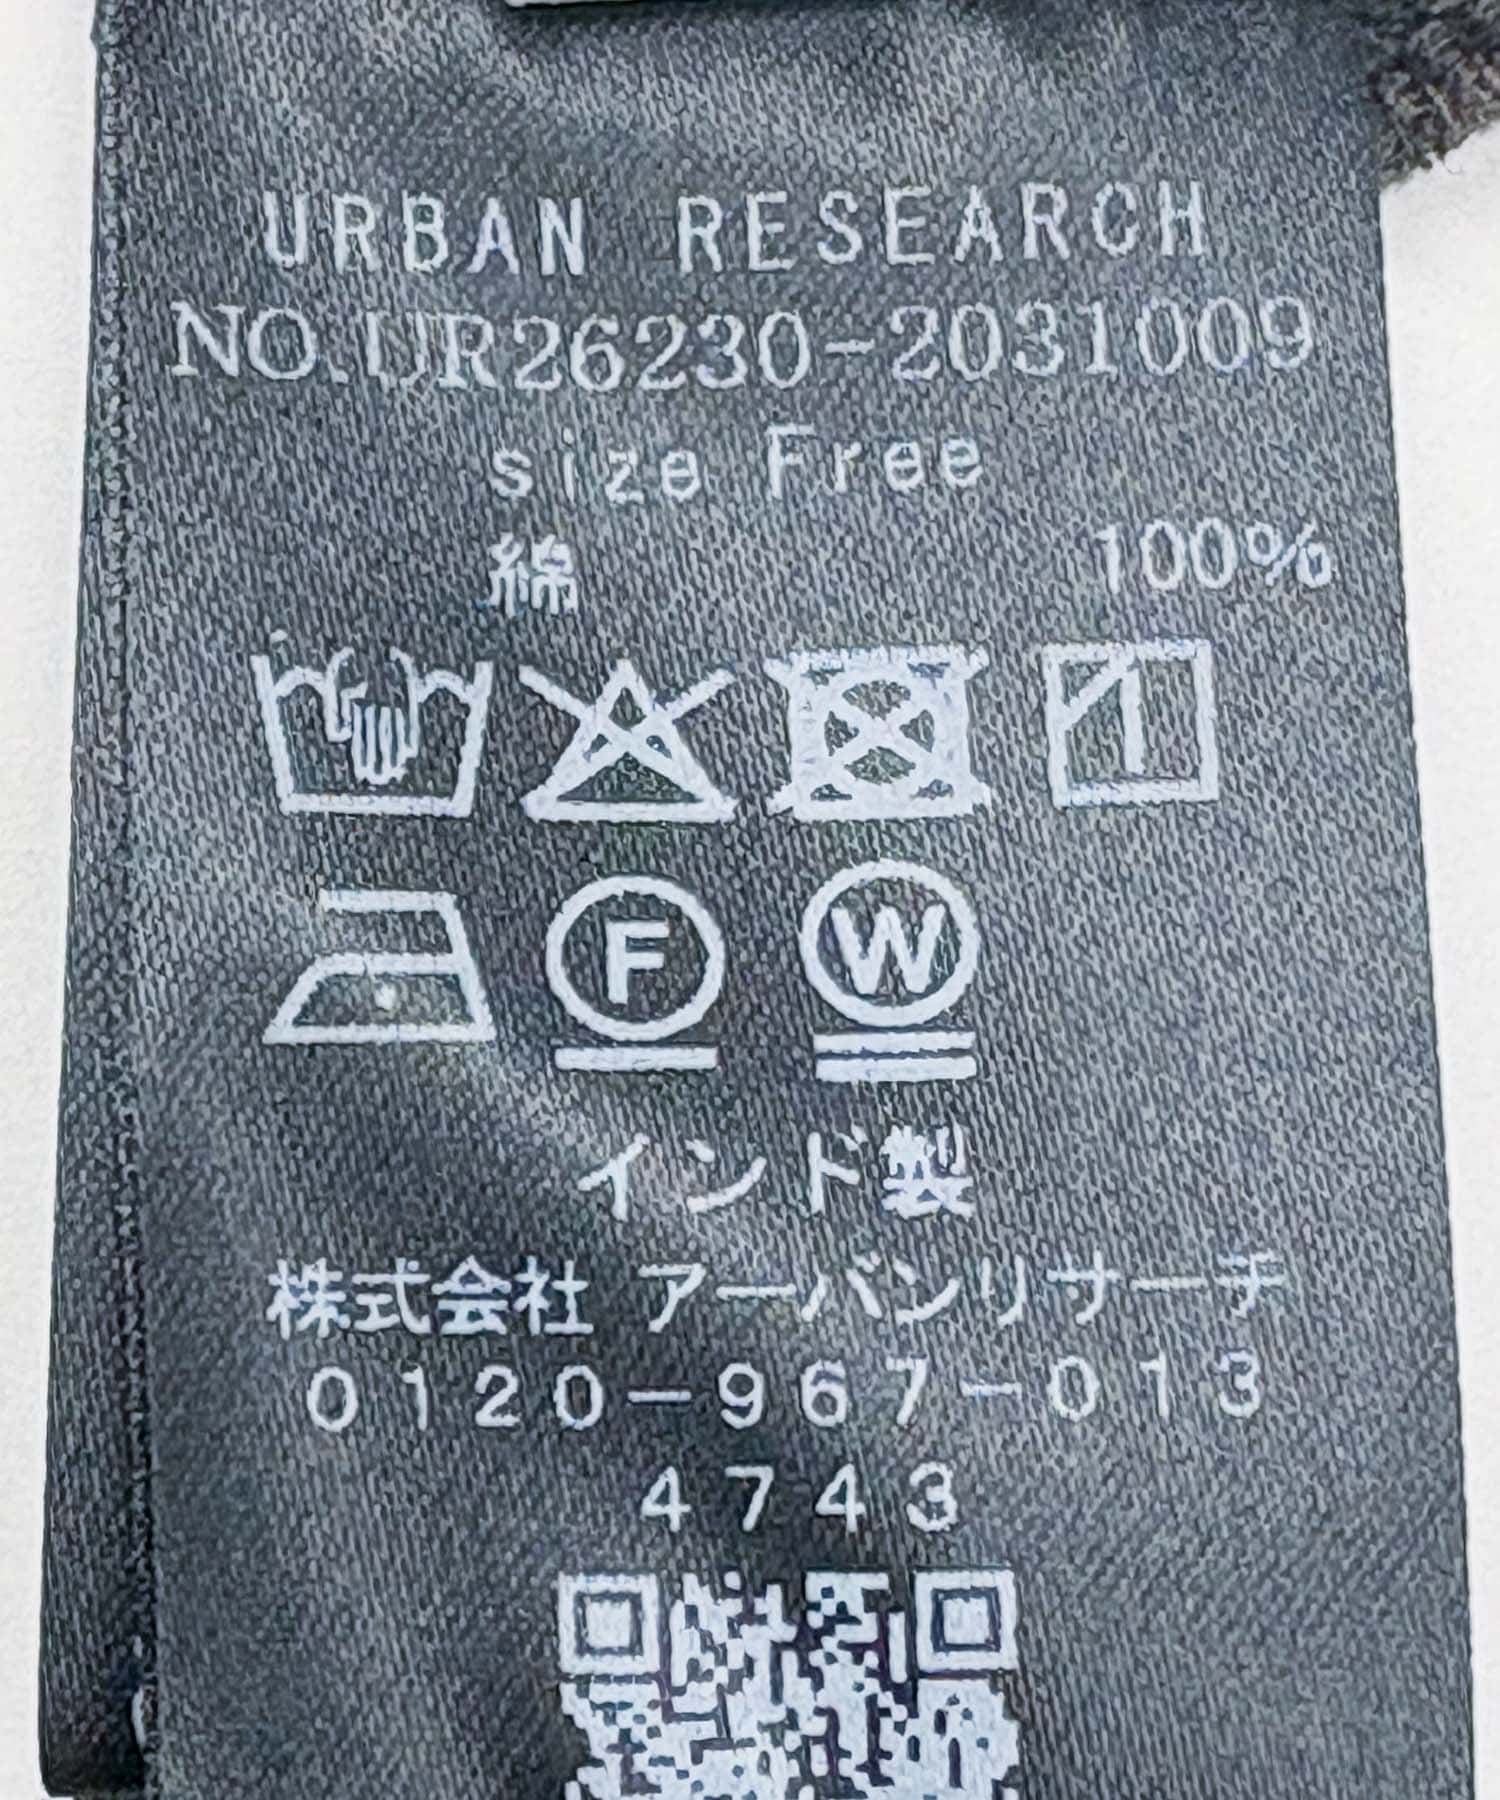 URBAN RESEARCH
NO.UR26230-2031009
size Free
綿 100%
F W
インド製
株式会社 アーバンリサーチ
0120-967-013
4743